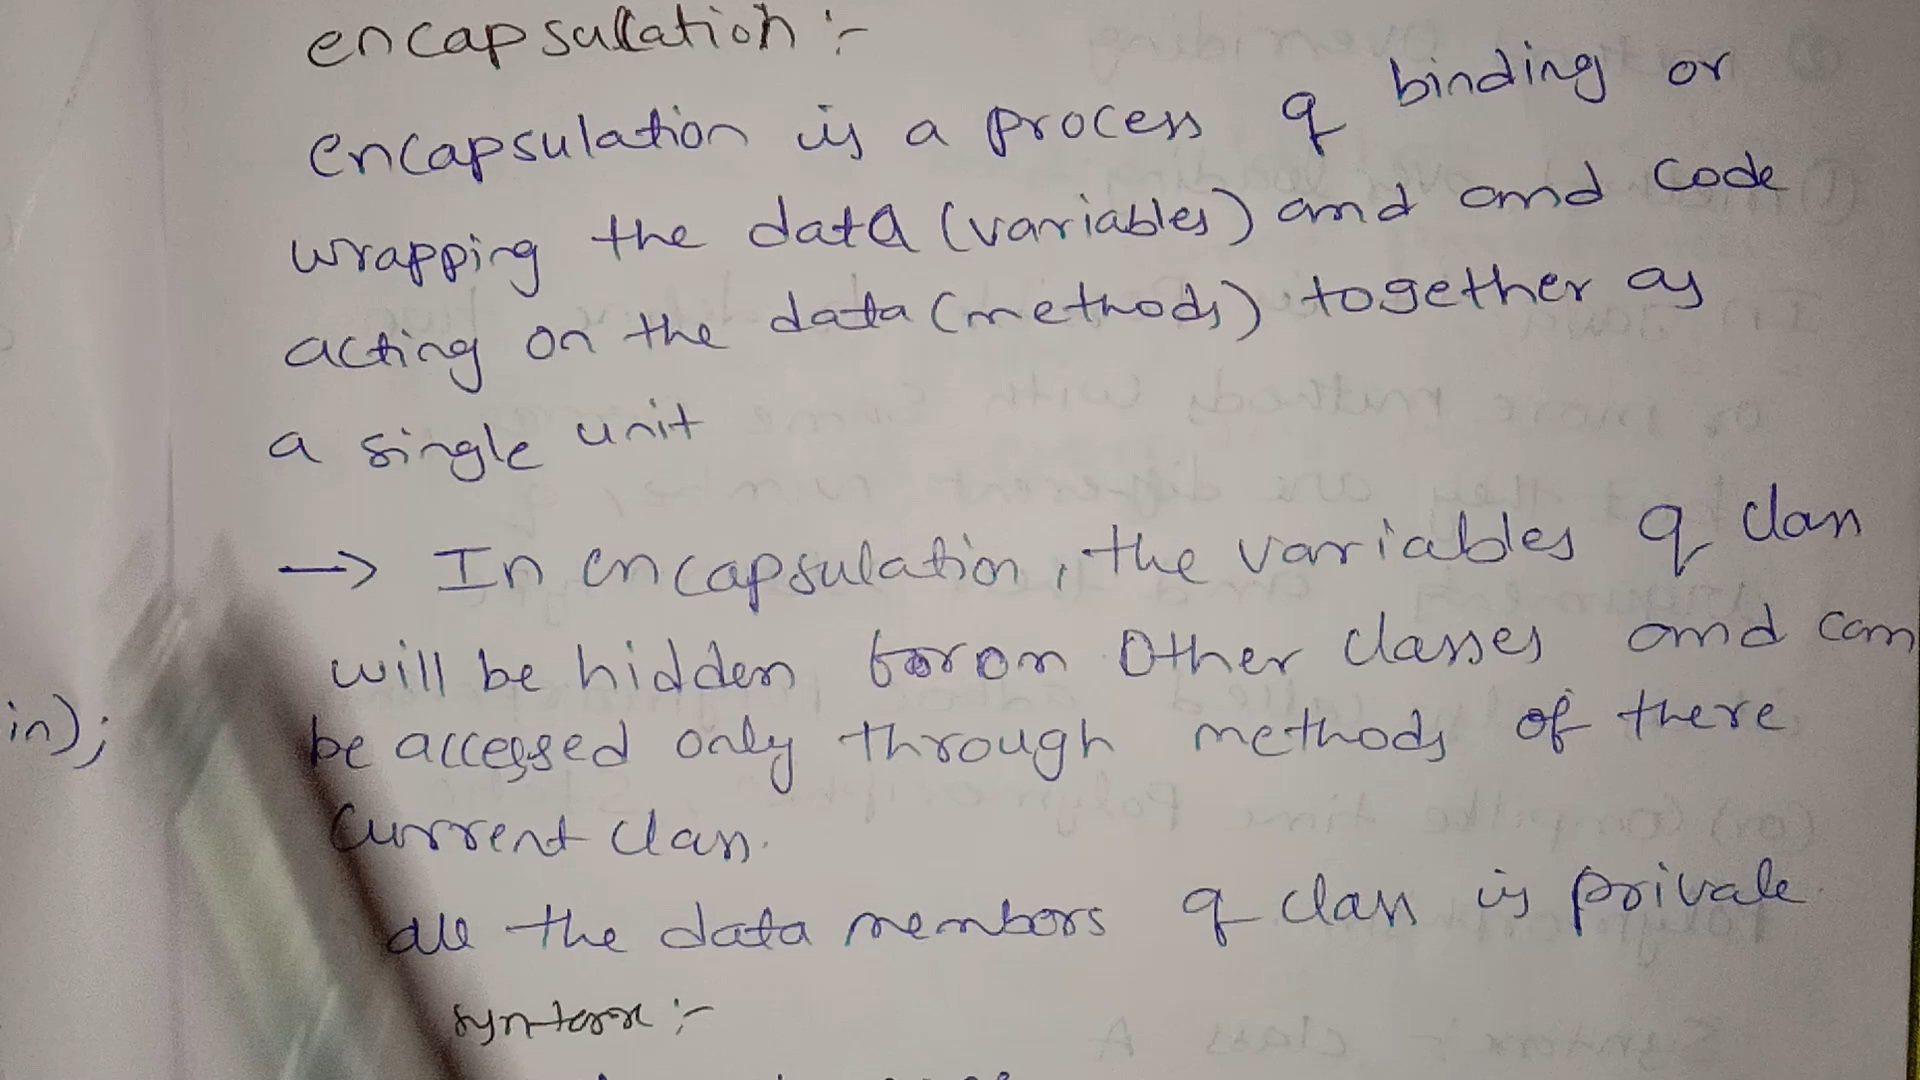 encapsulation :-
encapsulation is a process of binding or
wrapping the data (variables) and and code
acting on the data (methods) together as
a single unit
→ In encapsulation, the variables of class
will be hidden from other classes and can
be accessed only through methods of there
in);
current class.
all the data members of class is private
syntax :-